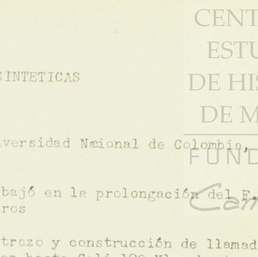 CENT
ESTU
DE HIS
DE M
FUND
SINTETICAS
versidad Nacional de Colombia,
bajó en la prolongación del F.
ros
trazo y construcción de llamad